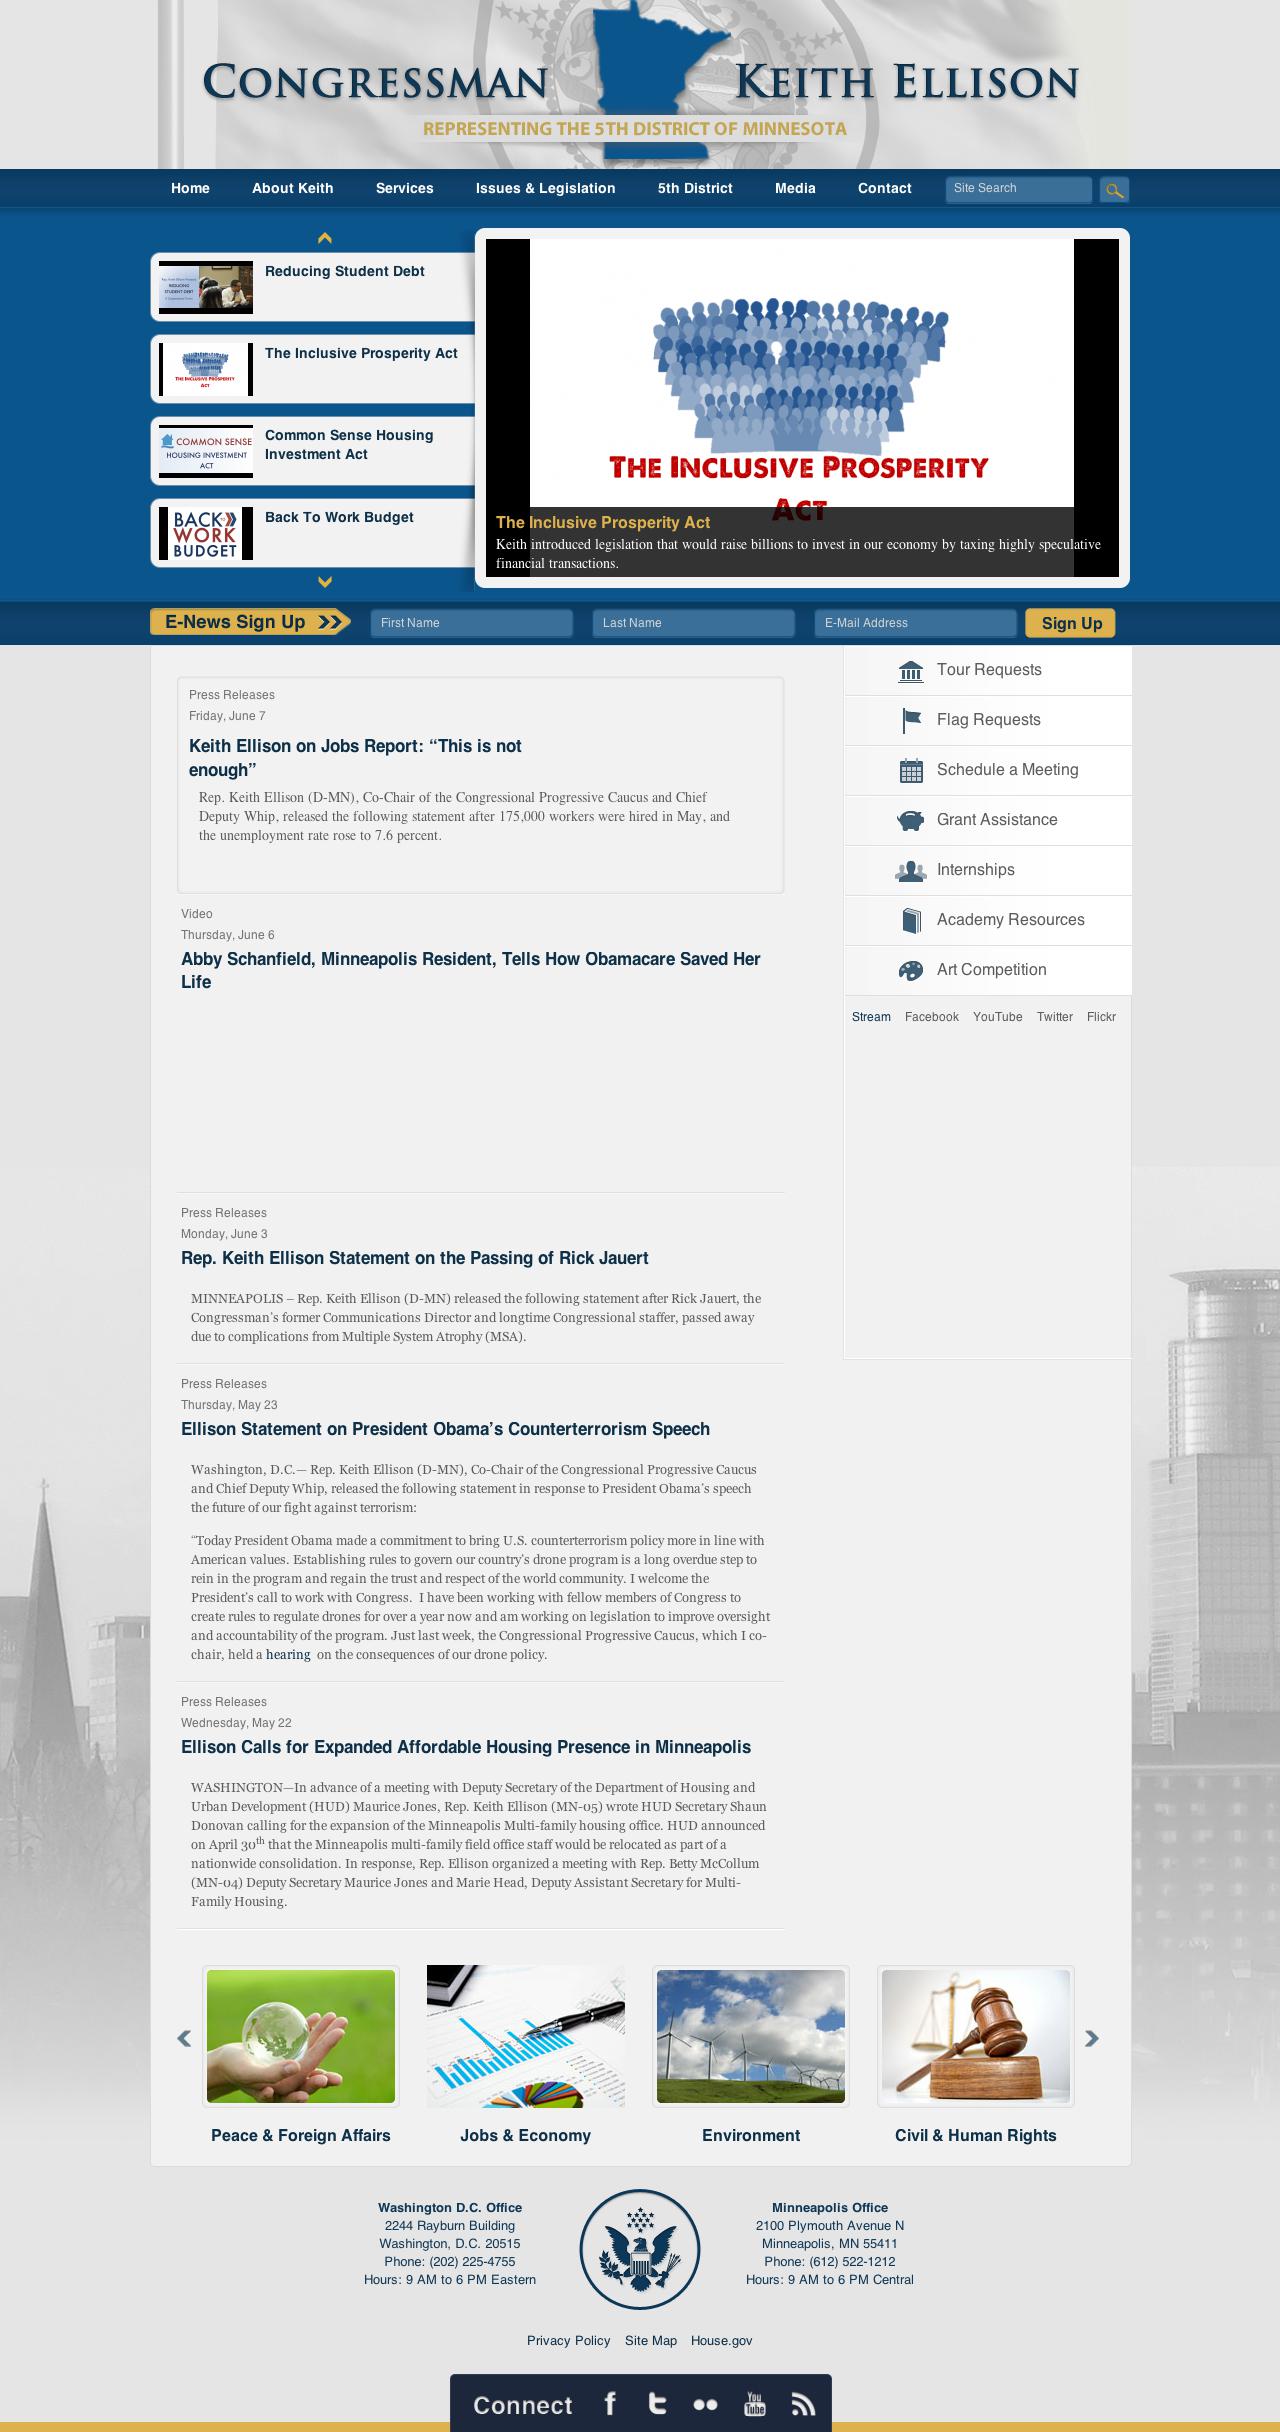 CONGRESSMAN KEITH ELLISON
REPRESENTING THE 5TH DISTRICT OF MINNESOTA
Home About Keith Services Issues & Legislation 5th District Media Contact Site Search
Reducing Student Debt
REDUCING
STUDENT DEBT
The Inclusive Prosperity Act
THE INCLUSIVE PROSPERITY
ACT
Common Sense Housing
Investment Act
COMMON SENSE
HOUSING INVESTMENT
ACT
Back To Work Budget
BACK TO
WORK
BUDGET
THE INCLUSIVE PROSPERITY
ACT
The Inclusive Prosperity Act
Keith introduced legislation that would raise billions to invest in our economy by taxing highly speculative
financial transactions.
E-News Sign Up First Name Last Name E-Mail Address Sign Up
Press Releases
Friday, June 7
Keith Ellison on Jobs Report: “This is not
enough”
Rep. Keith Ellison (D-MN), Co-Chair of the Congressional Progressive Caucus and Chief
Deputy Whip, released the following statement after 175,000 workers were hired in May, and
the unemployment rate rose to 7.6 percent.
Video
Thursday, June 6
Abby Schanfield, Minneapolis Resident, Tells How Obamacare Saved Her
Life
Press Releases
Monday, June 3
Rep. Keith Ellison Statement on the Passing of Rick Jauert
MINNEAPOLIS – Rep. Keith Ellison (D-MN) released the following statement after Rick Jauert, the
Congressman’s former Communications Director and longtime Congressional staffer, passed away
due to complications from Multiple System Atrophy (MSA).
Press Releases
Thursday, May 23
Ellison Statement on President Obama’s Counterterrorism Speech
Washington, D.C.— Rep. Keith Ellison (D-MN), Co-Chair of the Congressional Progressive Caucus
and Chief Deputy Whip, released the following statement in response to President Obama’s speech
the future of our fight against terrorism:
“Today President Obama made a commitment to bring U.S. counterterrorism policy more in line with
American values. Establishing rules to govern our country’s drone program is a long overdue step to
rein in the program and regain the trust and respect of the world community. I welcome the
President’s call to work with Congress.  I have been working with fellow members of Congress to
create rules to regulate drones for over a year now and am working on legislation to improve oversight
and accountability of the program. Just last week, the Congressional Progressive Caucus, which I co-
chair, held a hearing  on the consequences of our drone policy.
Press Releases
Wednesday, May 22
Ellison Calls for Expanded Affordable Housing Presence in Minneapolis
WASHINGTON—In advance of a meeting with Deputy Secretary of the Department of Housing and
Urban Development (HUD) Maurice Jones, Rep. Keith Ellison (MN-05) wrote HUD Secretary Shaun
Donovan calling for the expansion of the Minneapolis Multi-family housing office. HUD announced
on April 30th that the Minneapolis multi-family field office staff would be relocated as part of a
nationwide consolidation. In response, Rep. Ellison organized a meeting with Rep. Betty McCollum
(MN-04) Deputy Secretary Maurice Jones and Marie Head, Deputy Assistant Secretary for Multi-
Family Housing.
Tour Requests
Flag Requests
Schedule a Meeting
Grant Assistance
Internships
Academy Resources
Art Competition
Stream Facebook YouTube Twitter Flickr
Peace & Foreign Affairs
Jobs & Economy
Environment
Civil & Human Rights
Washington D.C. Office
2244 Rayburn Building
Washington, D.C. 20515
Phone: (202) 225-4755
Hours: 9 AM to 6 PM Eastern
Minneapolis Office
2100 Plymouth Avenue N
Minneapolis, MN 55411
Phone: (612) 522-1212
Hours: 9 AM to 6 PM Central
Privacy Policy Site Map House.gov
Connect f t You Tube